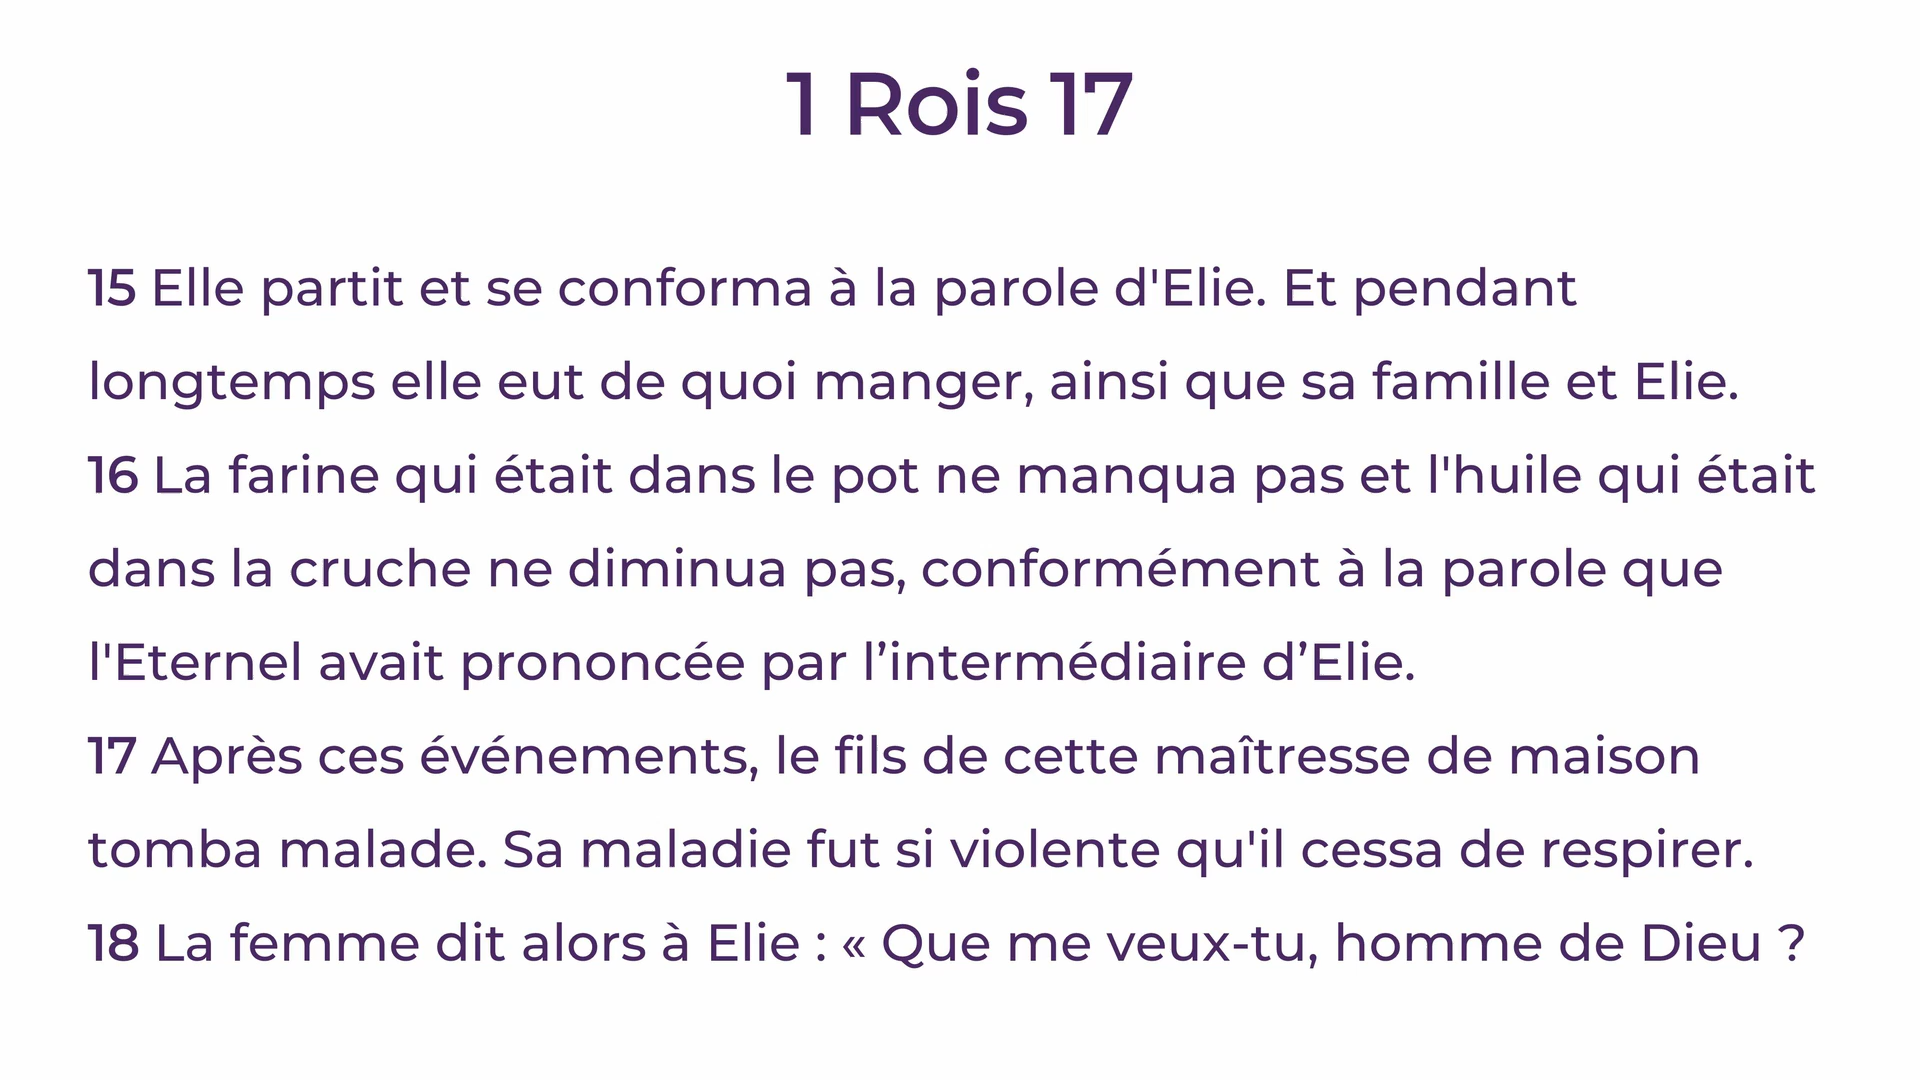 1 Rois 17
15 Elle partit et se conforma à la parole d'Elie. Et pendant
longtemps elle eut de quoi manger, ainsi que sa famille et Elie.
16 La farine qui était dans le pot ne manqua pas et l'huile qui était
dans la cruche ne diminua pas, conformément à la parole que
l'Eternel avait prononcée par l’intermédiaire d’Elie.
17 Après ces événements, le fils de cette maîtresse de maison
tomba malade. Sa maladie fut si violente qu'il cessa de respirer.
18 La femme dit alors à Elie : « Que me veux-tu, homme de Dieu ?